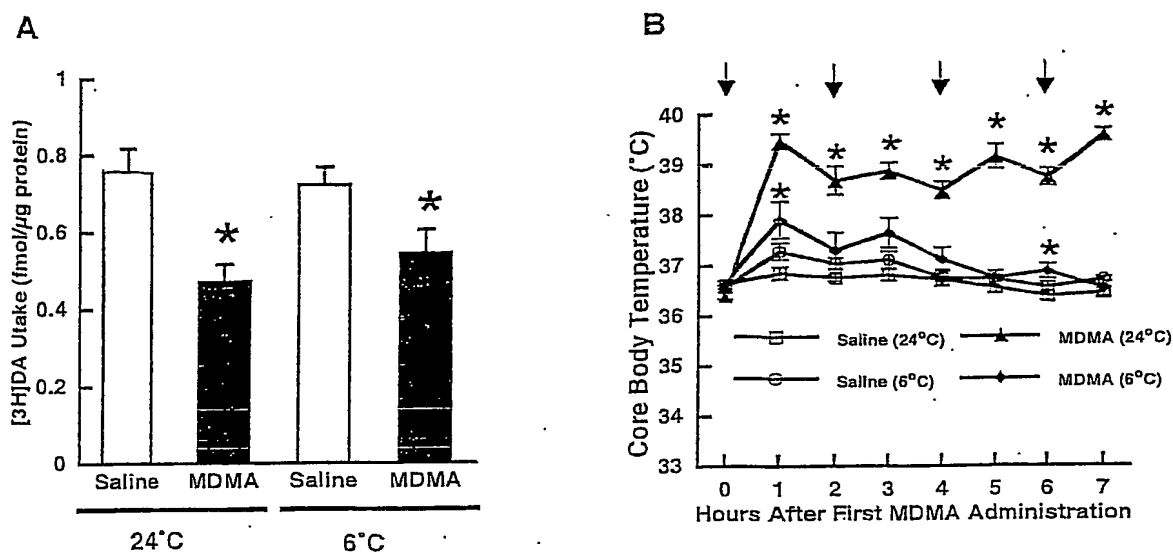 A
[3H]DA Utake (fmol/µg protein)
1
0.8
0.6
0.4
0.2
0
*
*
Saline MDMA Saline MDMA
24°C 6°C
B
Core Body Temperature (°C)
40
39
38
37
36
35
34
33
* * * * * * *
*
*
Saline (24°C) MDMA (24°C)
Saline (6°C) MDMA (6°C)
0 1 2 3 4 5 6 7
Hours After First MDMA Administration